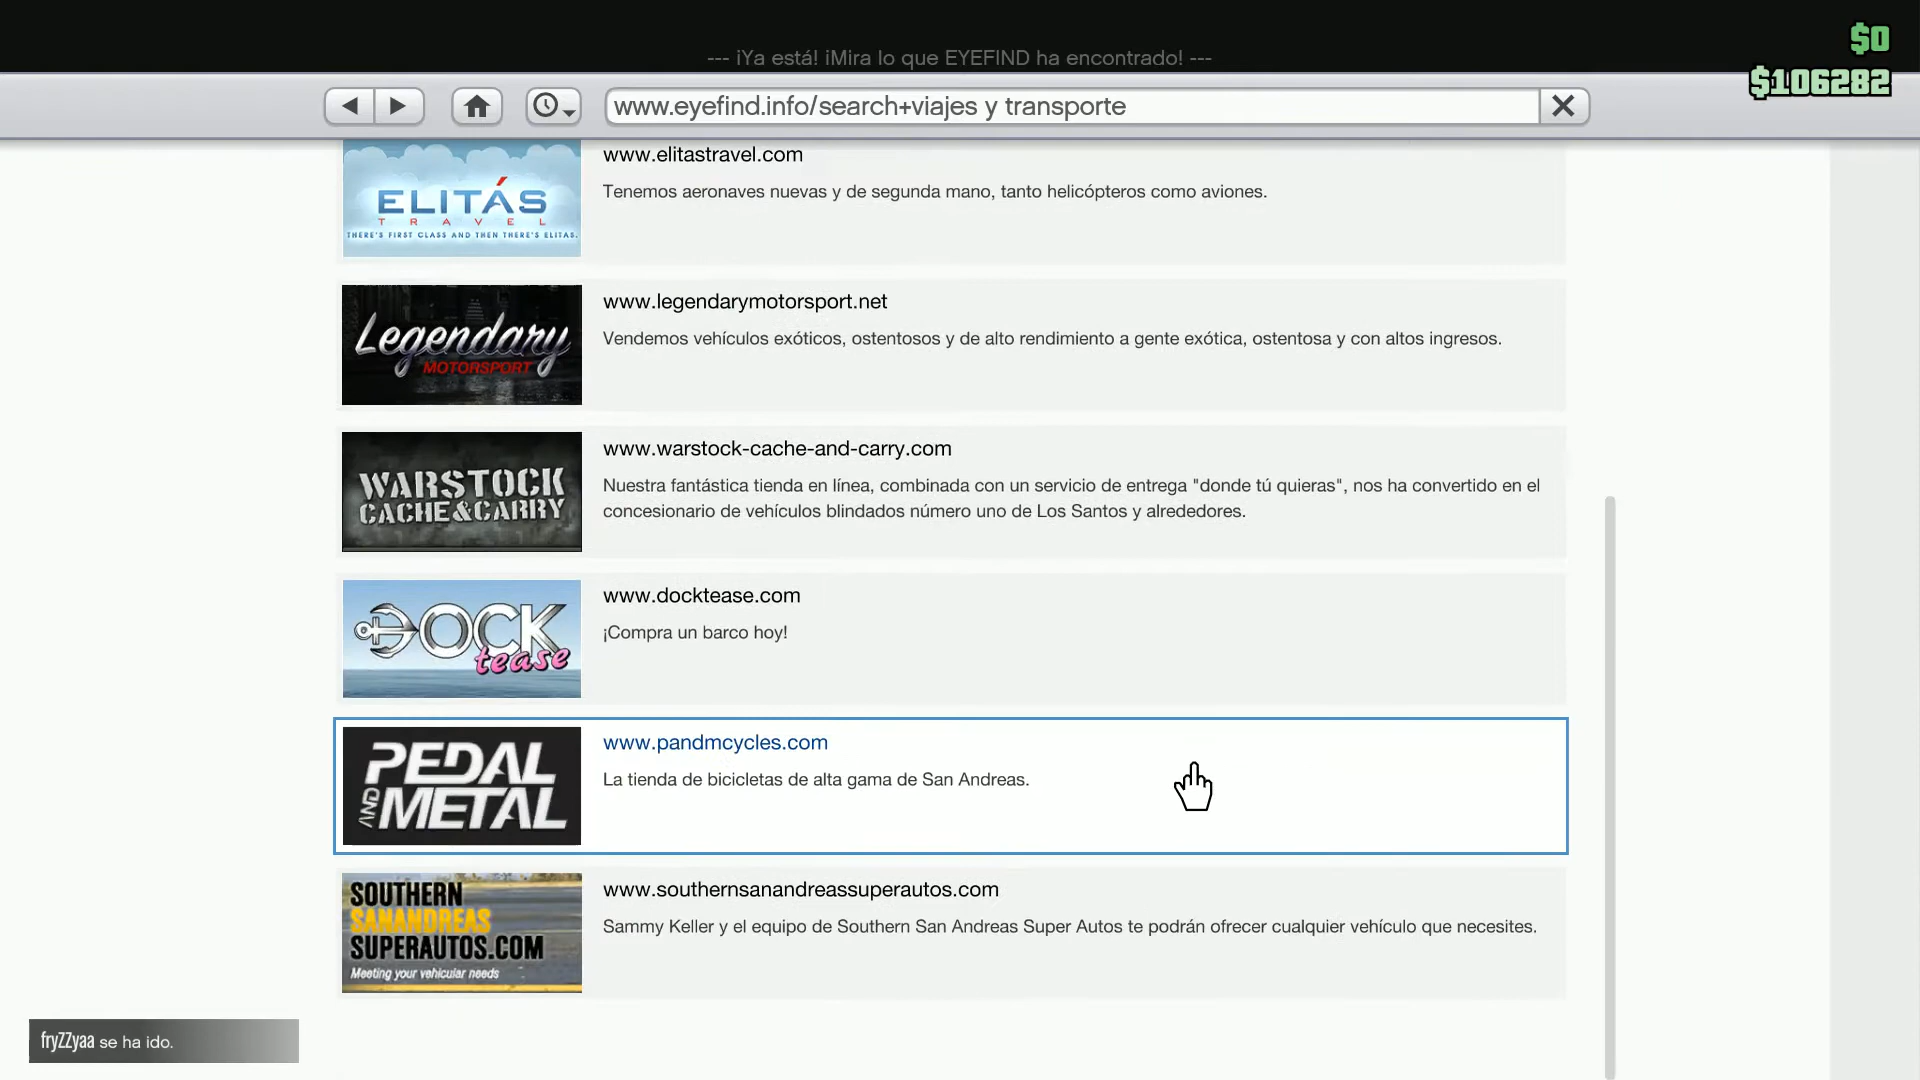 $0
--- ¡Ya está! ¡Mira lo que EYEFIND ha encontrado! ---
$106282
www.eyefind.info/search+viajes y transporte
www.elitastravel.com
Tenemos aeronaves nuevas y de segunda mano, tanto helicópteros como aviones.
ELITÁS
TRAVEL
THERE'S FIRST CLASS AND THEN THERE'S ELITAS.
www.legendarymotorsport.net
Vendemos vehículos exóticos, ostentosos y de alto rendimiento a gente exótica, ostentosa y con altos ingresos.
Legendary
MOTORSPORT
www.warstock-cache-and-carry.com
Nuestra fantástica tienda en línea, combinada con un servicio de entrega "donde tú quieras", nos ha convertido en el
concesionario de vehículos blindados número uno de Los Santos y alrededores.
WARSTOCK
CACHE&CARRY
www.docktease.com
¡Compra un barco hoy!
DOCK
tease
www.pandmcycles.com
La tienda de bicicletas de alta gama de San Andreas.
PEDAL
AND METAL
www.southernsanandreassuperautos.com
Sammy Keller y el equipo de Southern San Andreas Super Autos te podrán ofrecer cualquier vehículo que necesites.
SOUTHERN
SANANDREAS
SUPERAUTOS.COM
Meeting your vehicular needs
fryZZyaa se ha ido.